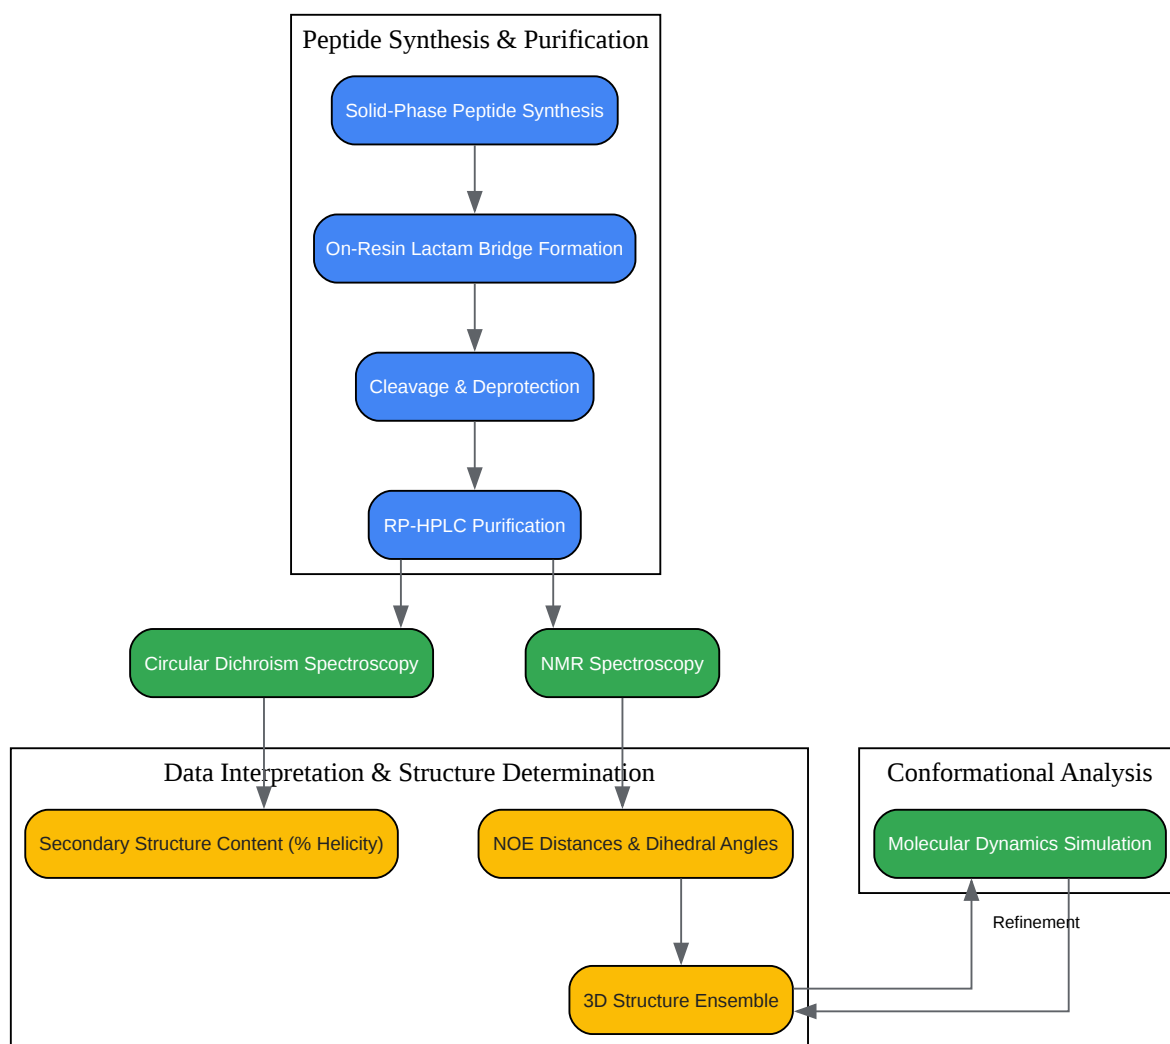 Peptide Synthesis & Purification
Solid-Phase Peptide Synthesis
On-Resin Lactam Bridge Formation
Cleavage & Deprotection
RP-HPLC Purification
Circular Dichroism Spectroscopy
NMR Spectroscopy
Data Interpretation & Structure Determination
Conformational Analysis
Secondary Structure Content (% Helicity)
NOE Distances & Dihedral Angles
Molecular Dynamics Simulation
Refinement
3D Structure Ensemble